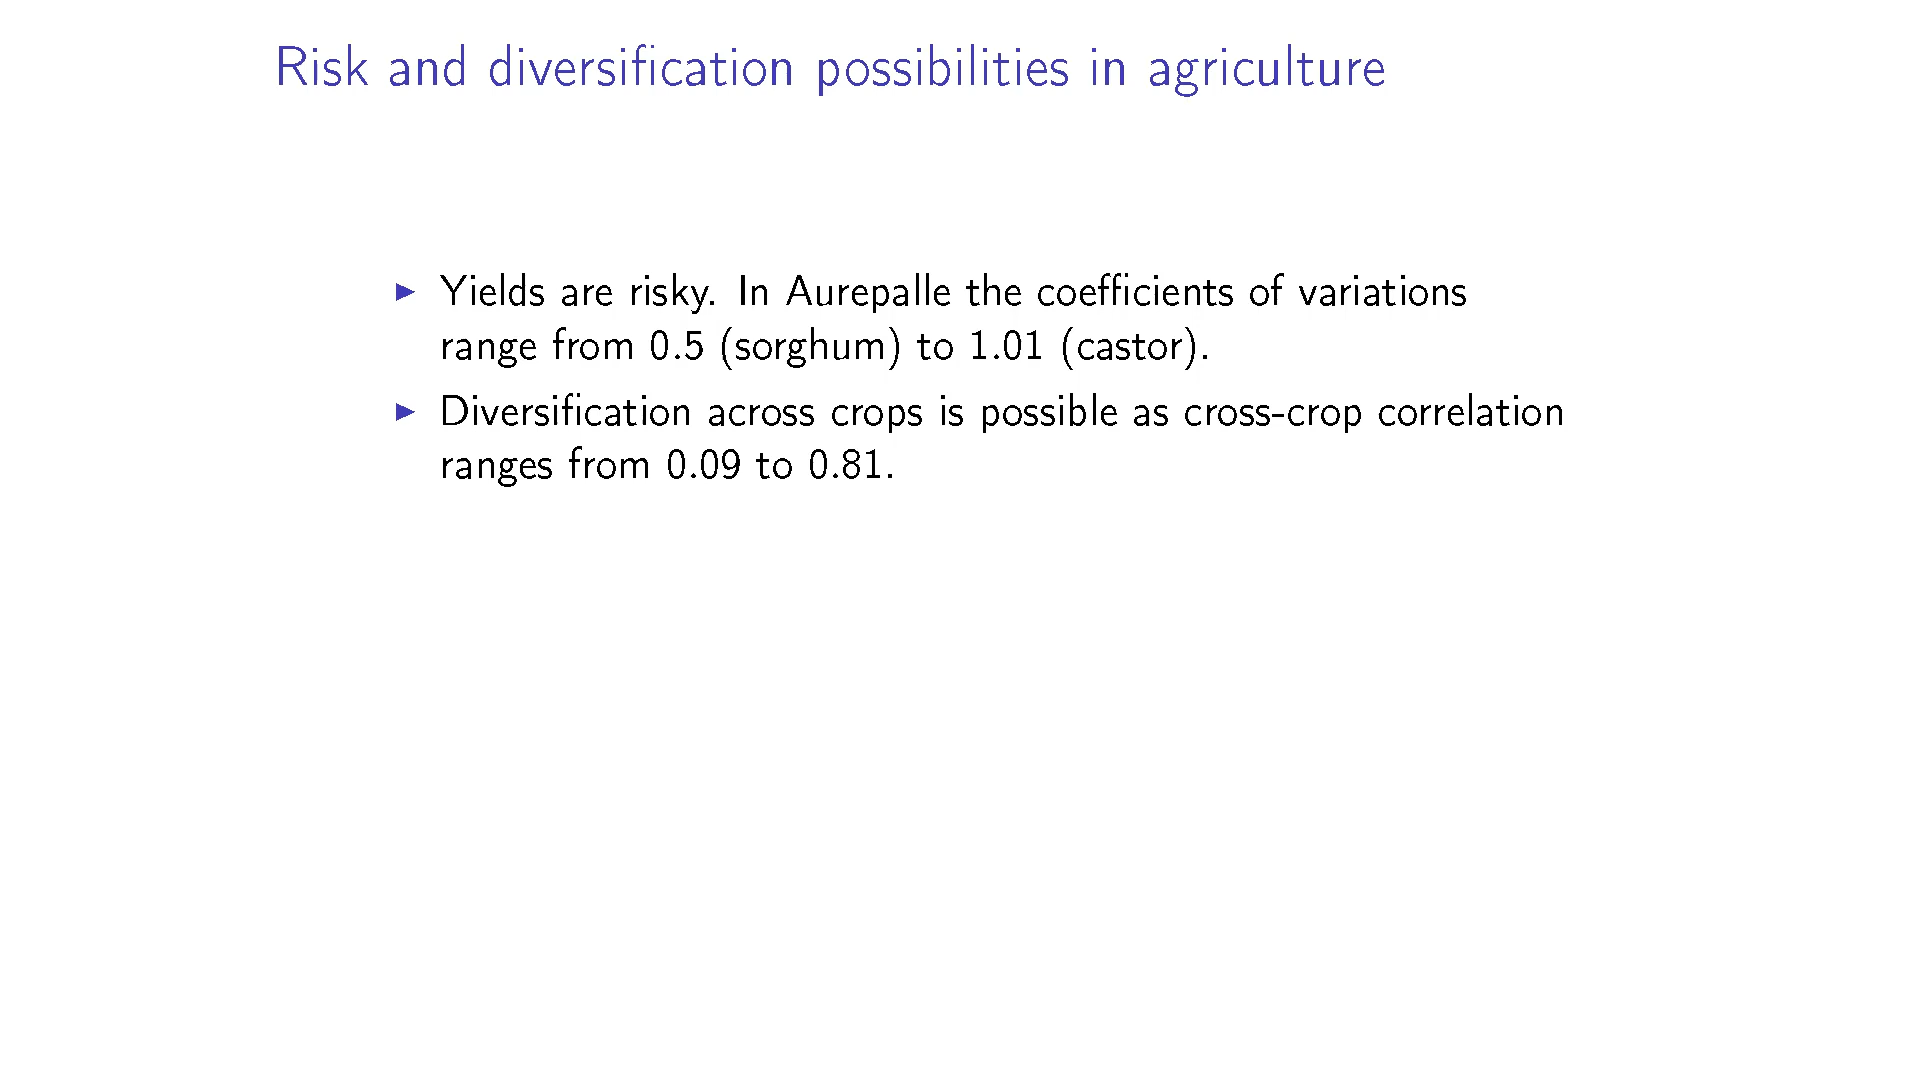 Risk and diversification possibilities in agriculture
▶ Yields are risky. In Aurepalle the coefficients of variations
range from 0.5 (sorghum) to 1.01 (castor).
▶ Diversification across crops is possible as cross-crop correlation
ranges from 0.09 to 0.81.